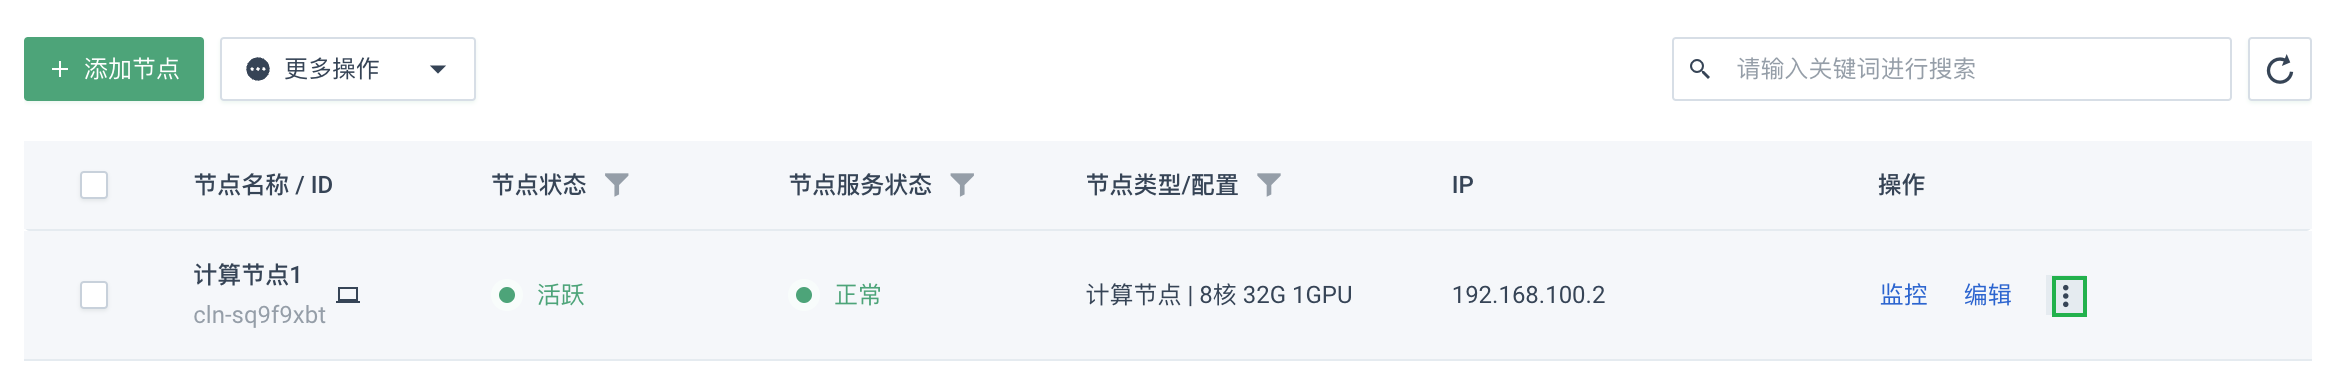 添加节点 更多操作 请输入关键词进行搜索
节点名称 / ID 节点状态 节点服务状态 节点类型/配置 IP 操作
计算节点1
cln-sq9f9xbt
活跃 正常 计算节点 | 8核 32G 1GPU 192.168.100.2 监控 编辑